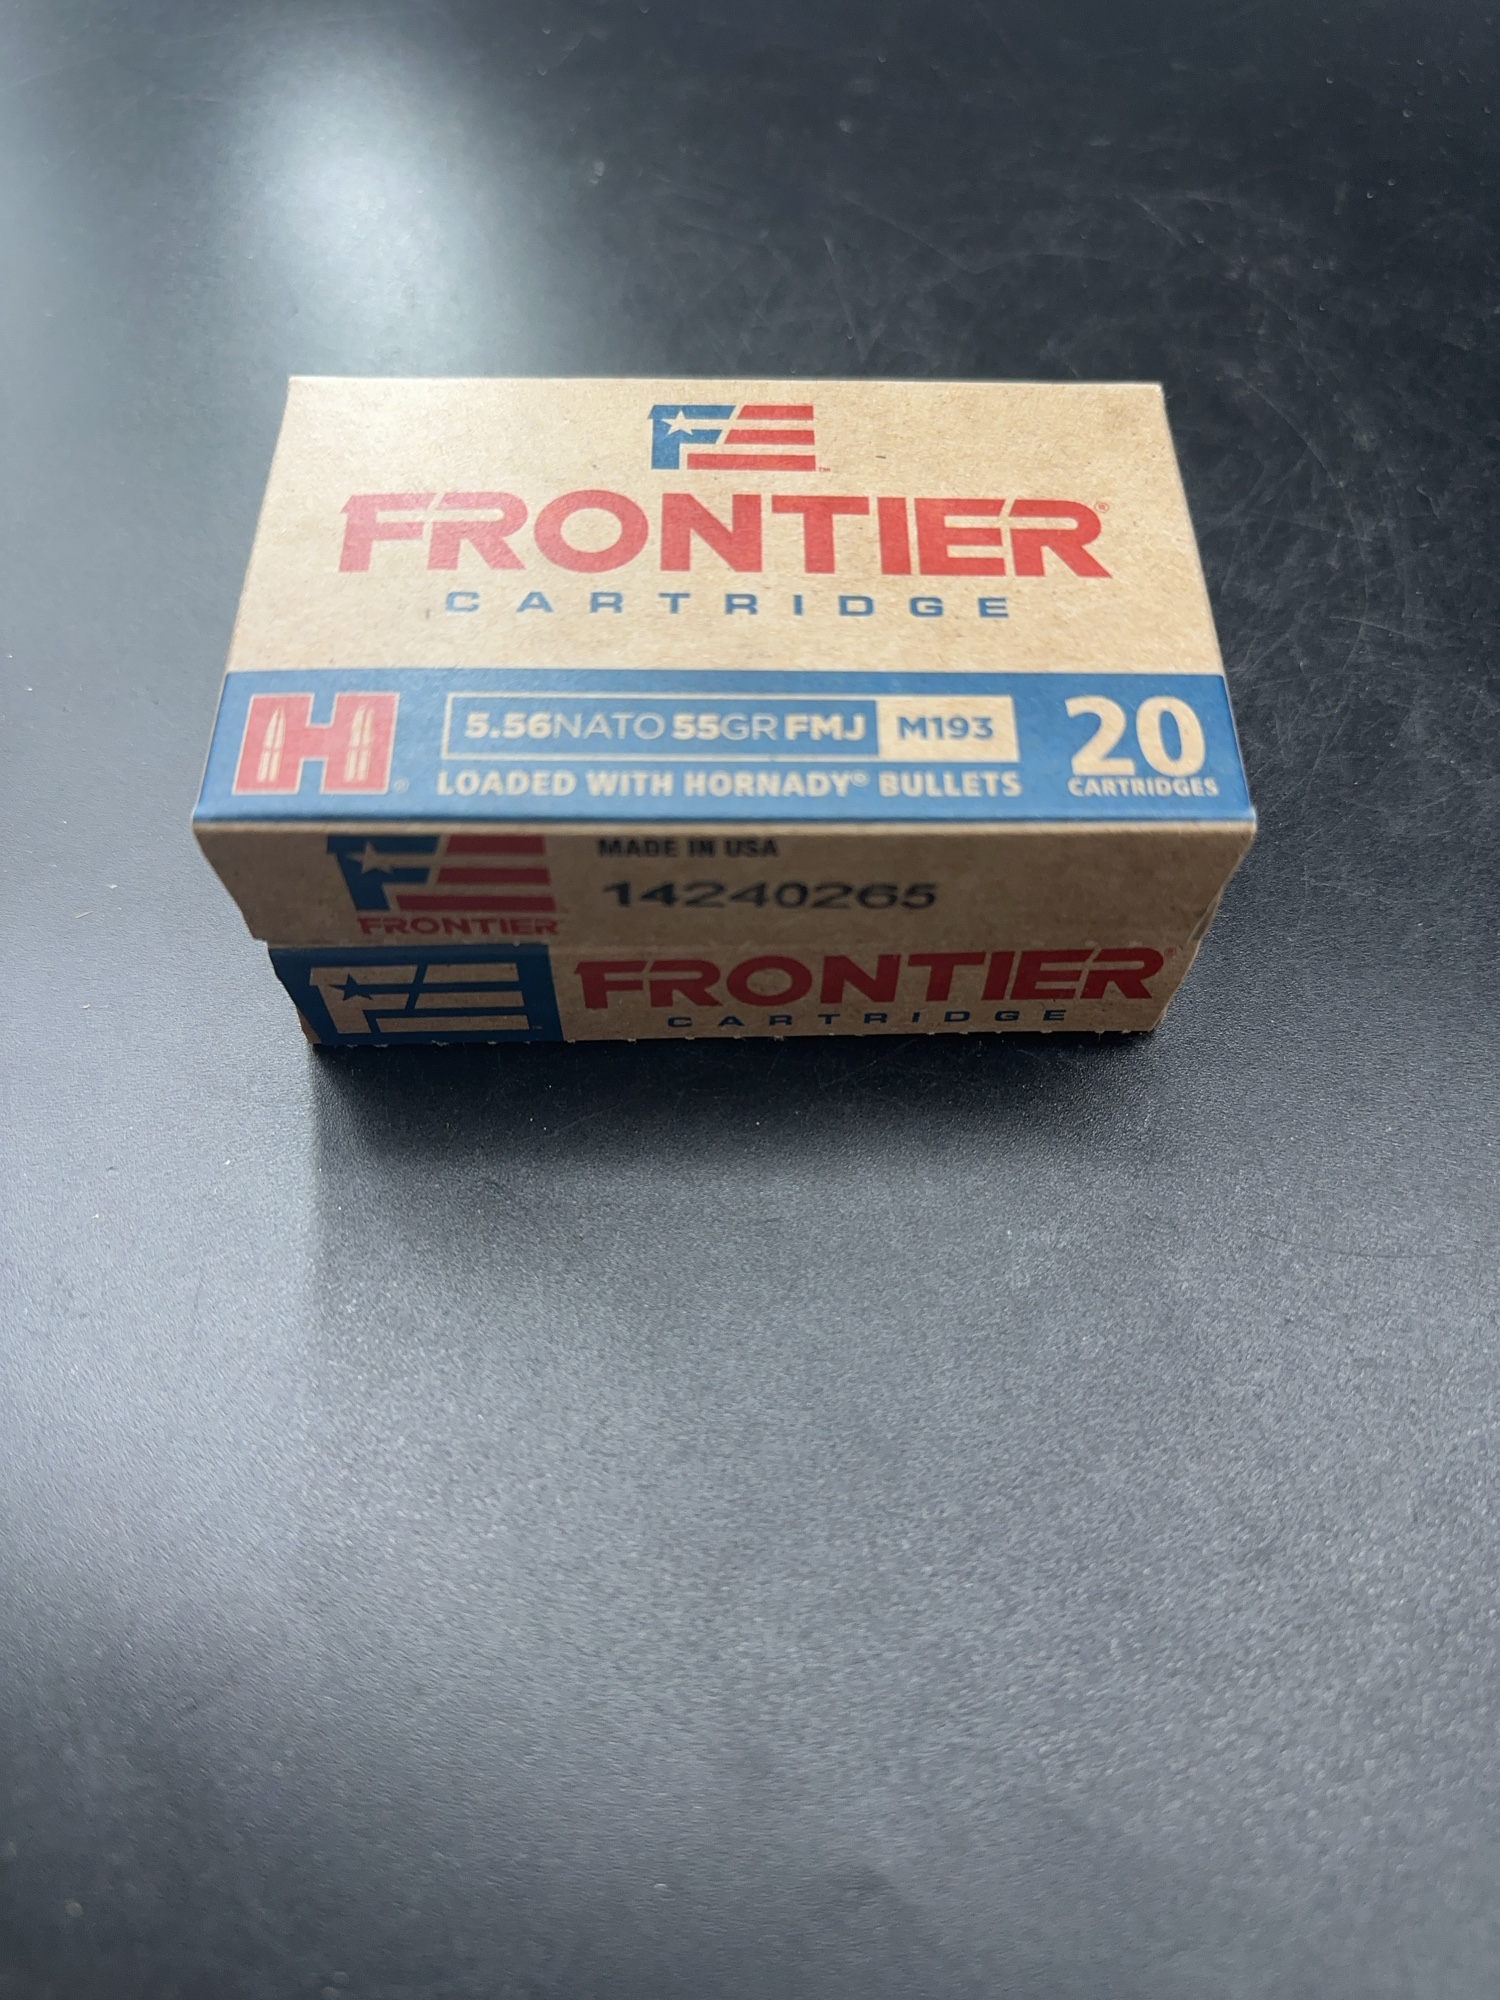 FRONTIER®
CARTRIDGE
5.56NATO 55GR FMJ M193
LOADED WITH HORNADY® BULLETS
20
CARTRIDGES
H®
MADE IN USA
14240265
FRONTIER
FRONTIER®
CARTRIDGE